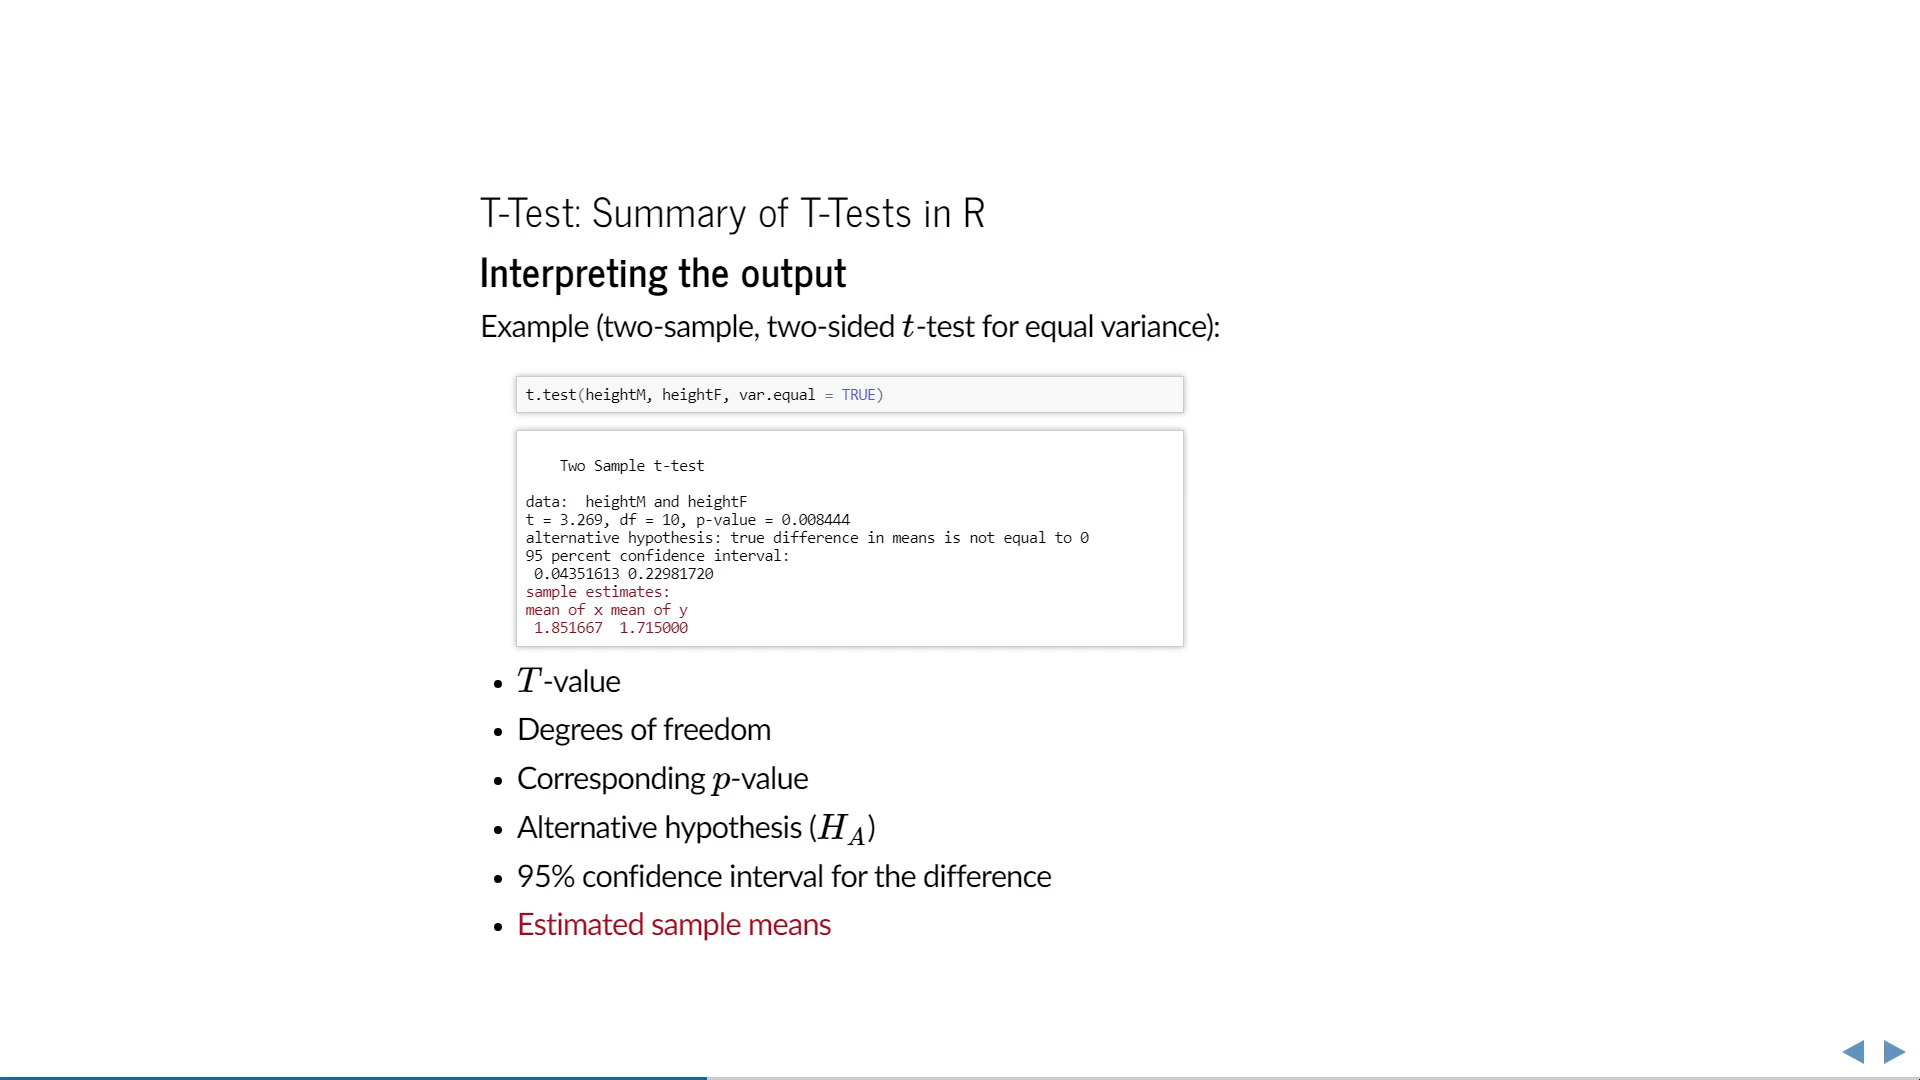 T-Test: Summary of T-Tests in R
Interpreting the output
Example (two-sample, two-sided t-test for equal variance):
t.test(heightM, heightF, var.equal = TRUE)
Two Sample t-test
data:  heightM and heightF
t = 3.269, df = 10, p-value = 0.008444
alternative hypothesis: true difference in means is not equal to 0
95 percent confidence interval:
0.04351613 0.22981720
sample estimates:
mean of x mean of y
1.851667  1.715000
• T-value
• Degrees of freedom
• Corresponding p-value
• Alternative hypothesis (H_A)
• 95% confidence interval for the difference
• Estimated sample means